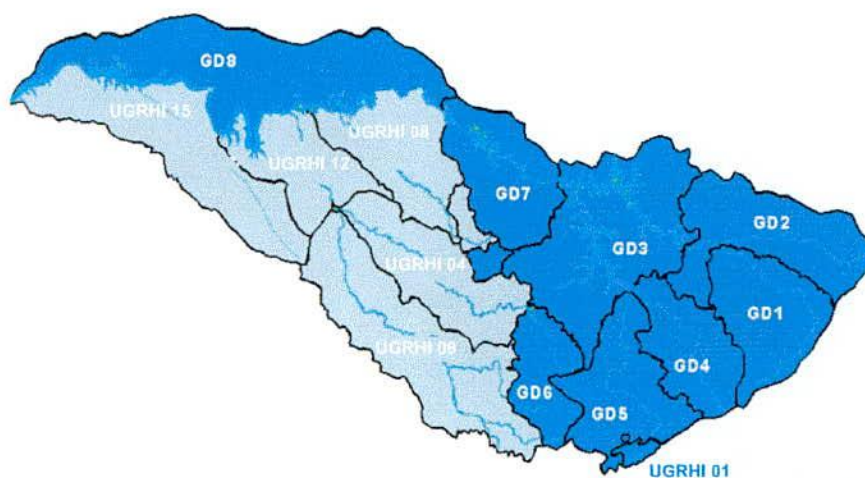 GD8
UGRHI 15
UGRHI 08
UGRHI 12
GD7
GD2
GD3
UGRHI 04
GD1
UGRHI 09
GD4
GD6
GD5
UGRHI 01